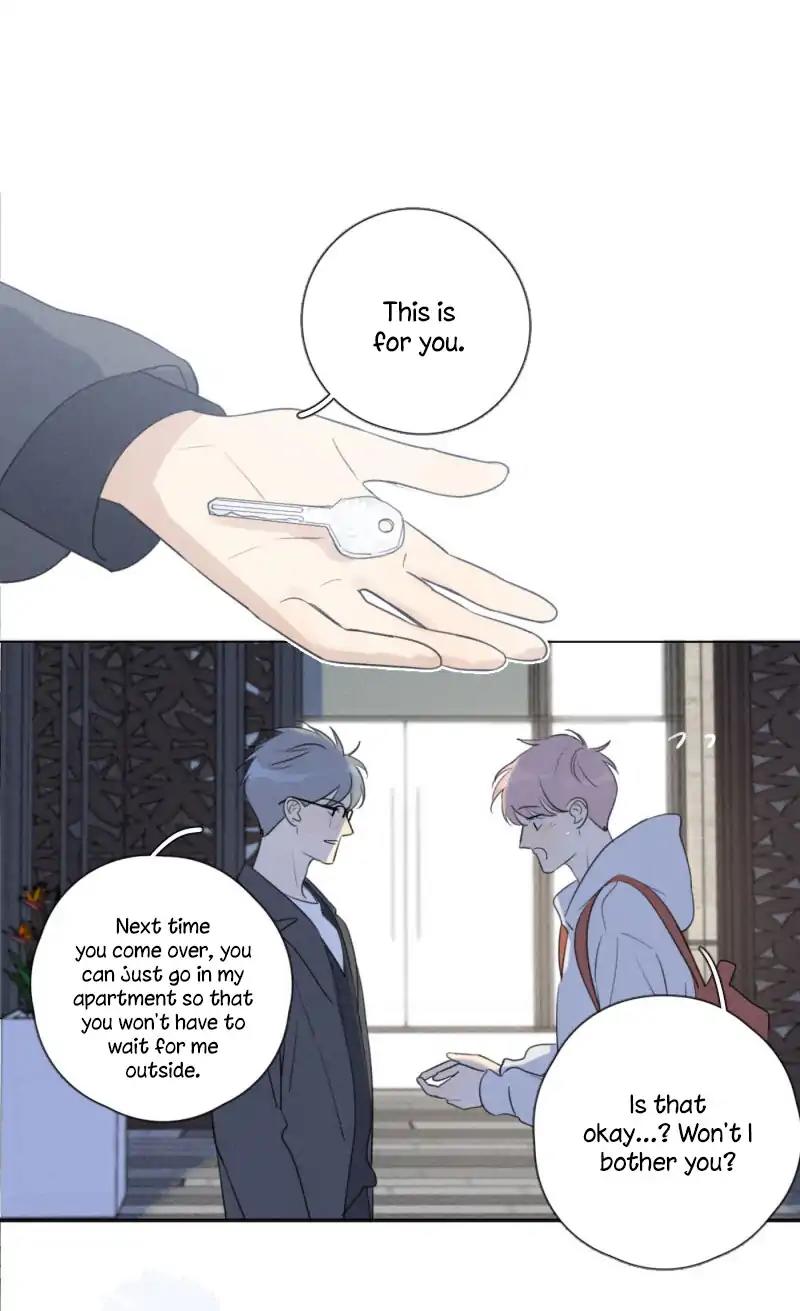 This is
for you.
Next time
you come over, you
can just go in my
apartment so that
you won't have to
wait for me
outside.
Is that
okay...? Won't I
bother you?